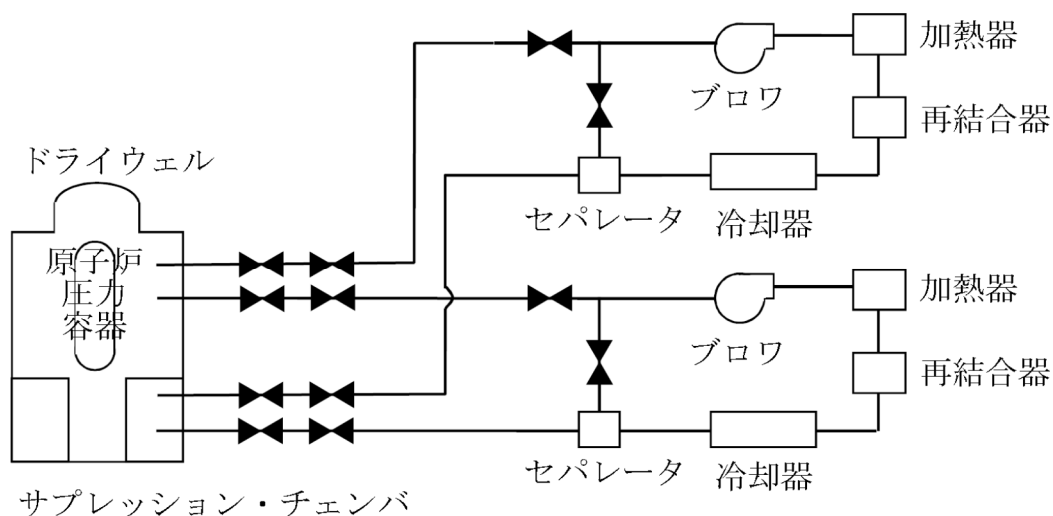 加熱器
ブロワ
再結合器
ドライウェル
セパレータ
冷却器
原子炉
圧力
容器
加熱器
ブロワ
再結合器
セパレータ
冷却器
サプレッション・チェンバ